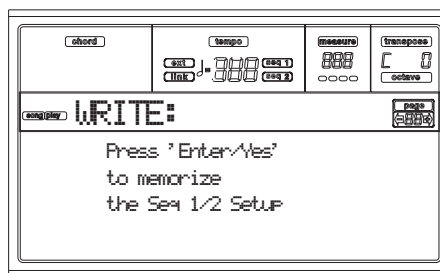 chord tempo measure transpose
ext seq 1
link seq 2
octave
song play WRITE: page
Press 'Enter/Yes'
to memorize
the Seq 1/2 Setup